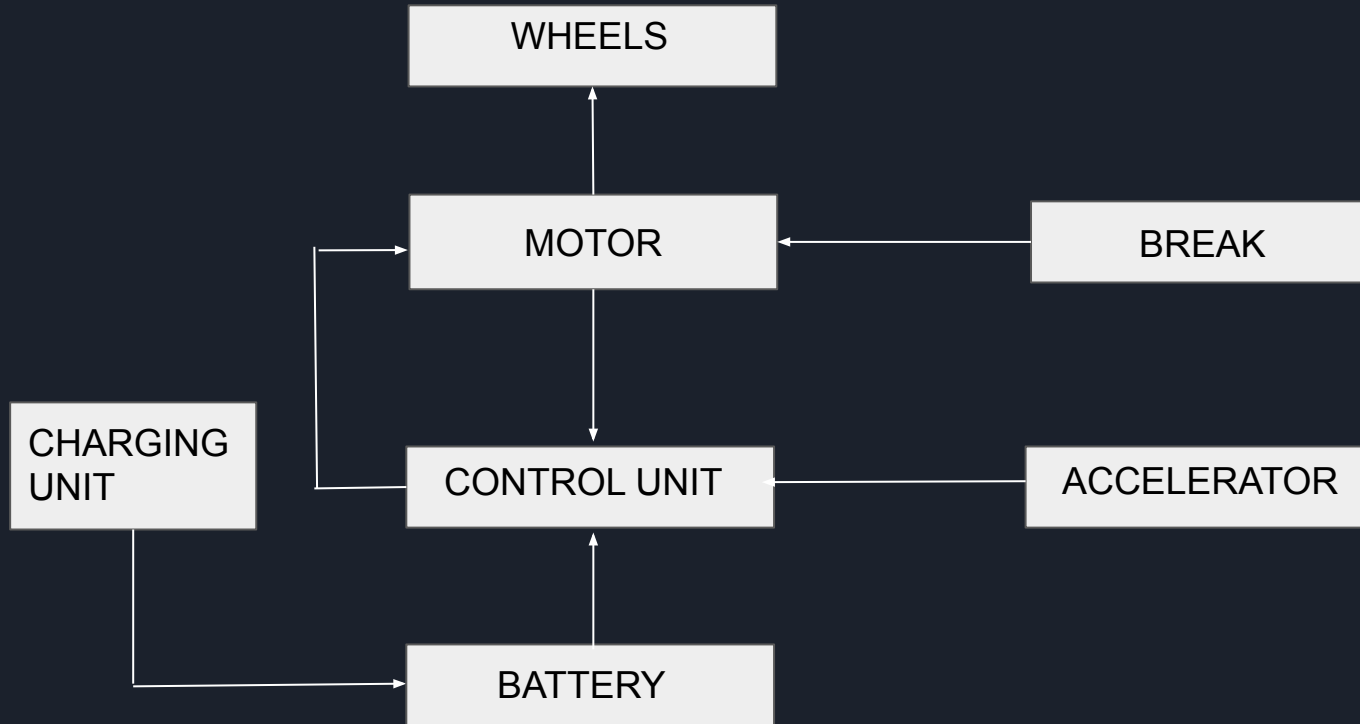 WHEELS
MOTOR
BREAK
CHARGING
UNIT
CONTROL UNIT
ACCELERATOR
BATTERY